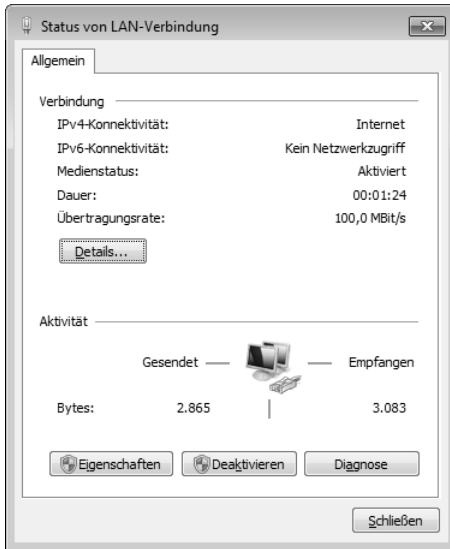 Status von LAN-Verbindung
Allgemein
Verbindung
IPv4-Konnektivität: Internet
IPv6-Konnektivität: Kein Netzwerkzugriff
Medienstatus: Aktiviert
Dauer: 00:01:24
Übertragungsrate: 100,0 MBit/s
Details...
Aktivität
Gesendet — — Empfangen
Bytes: 2.865 | 3.083
Eigenschaften Deaktivieren Diagnose
Schließen